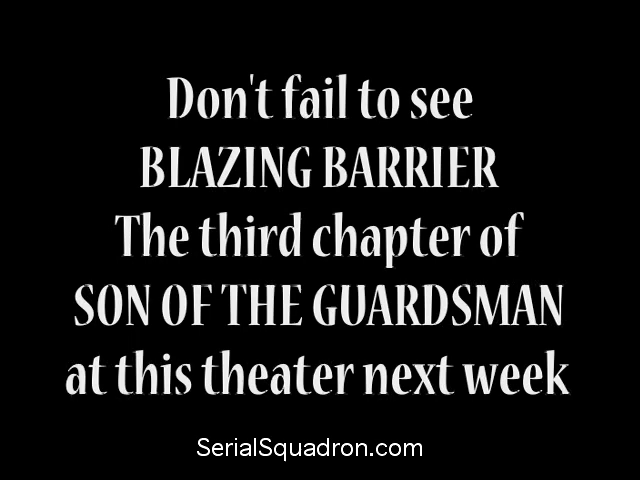 Don't fail to see
BLAZING BARRIER
The third chapter of
SON OF THE GUARDSMAN
at this theater next week
SerialSquadron.com